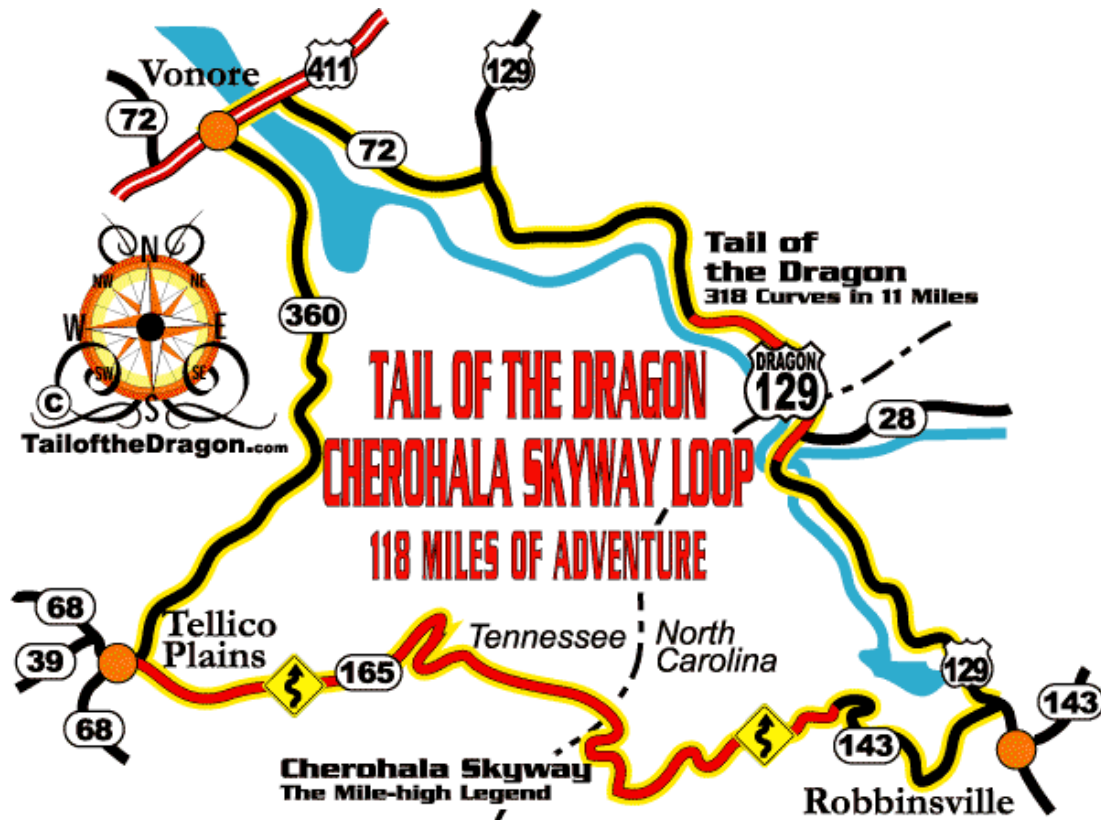 Vonore
411
129
72
72
N
NW
NE
W
E
SW
SE
S
C
TailoftheDragon.com
360
Tail of
the Dragon
318 Curves in 11 Miles
DRAGON
129
28
TAIL OF THE DRAGON
CHEROHALA SKYWAY LOOP
118 MILES OF ADVENTURE
68
39
68
Tellico
Plains
165
Tennessee
North
Carolina
129
143
143
Cherohala Skyway
The Mile-high Legend
Robbinsville